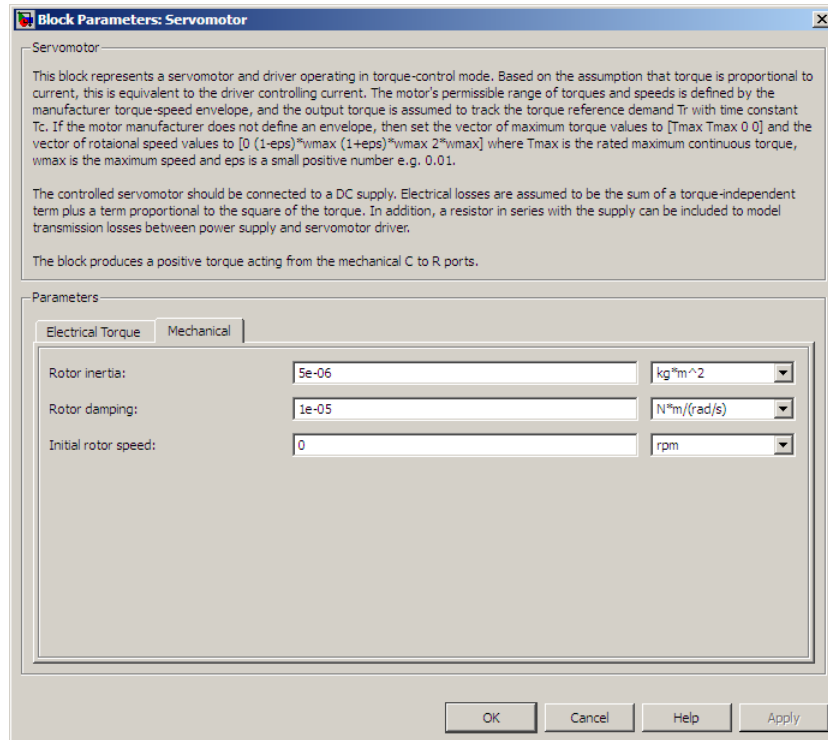 Block Parameters: Servomotor
Servomotor
This block represents a servomotor and driver operating in torque-control mode. Based on the assumption that torque is proportional to
current, this is equivalent to the driver controlling current. The motor's permissible range of torques and speeds is defined by the
manufacturer torque-speed envelope, and the output torque is assumed to track the torque reference demand Tr with time constant
Tc. If the motor manufacturer does not define an envelope, then set the vector of maximum torque values to [Tmax Tmax 0 0] and the
vector of rotaional speed values to [0 (1-eps)*wmax (1+eps)*wmax 2*wmax] where Tmax is the rated maximum continuous torque,
wmax is the maximum speed and eps is a small positive number e.g. 0.01.
The controlled servomotor should be connected to a DC supply. Electrical losses are assumed to be the sum of a torque-independent
term plus a term proportional to the square of the torque. In addition, a resistor in series with the supply can be included to model
transmission losses between power supply and servomotor driver.
The block produces a positive torque acting from the mechanical C to R ports.
Parameters
Electrical Torque Mechanical
Rotor inertia: 5e-06 kg*m^2
Rotor damping: 1e-05 N*m/(rad/s)
Initial rotor speed: 0 rpm
OK Cancel Help Apply